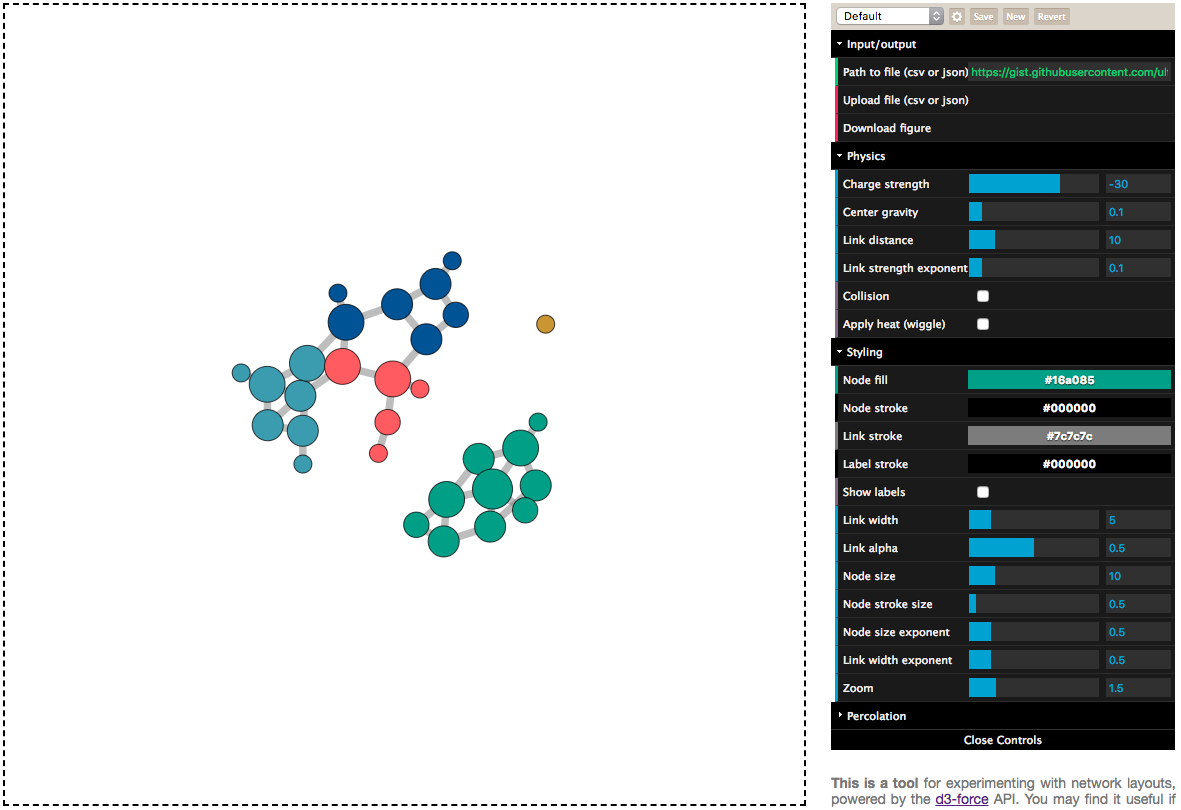 Default Save New Revert
Input/output
Path to file (csv or json) https://gist.githubusercontent.com/ul
Upload file (csv or json)
Download figure
Physics
Charge strength -30
Center gravity 0.1
Link distance 10
Link strength exponent 0.1
Collision
Apply heat (wiggle)
Styling
Node fill #16a085
Node stroke #000000
Link stroke #7c7c7c
Label stroke #000000
Show labels
Link width 5
Link alpha 0.5
Node size 10
Node stroke size 0.5
Node size exponent 0.5
Link width exponent 0.5
Zoom 1.5
Percolation
Close Controls
This is a tool for experimenting with network layouts,
powered by the d3-force API. You may find it useful if